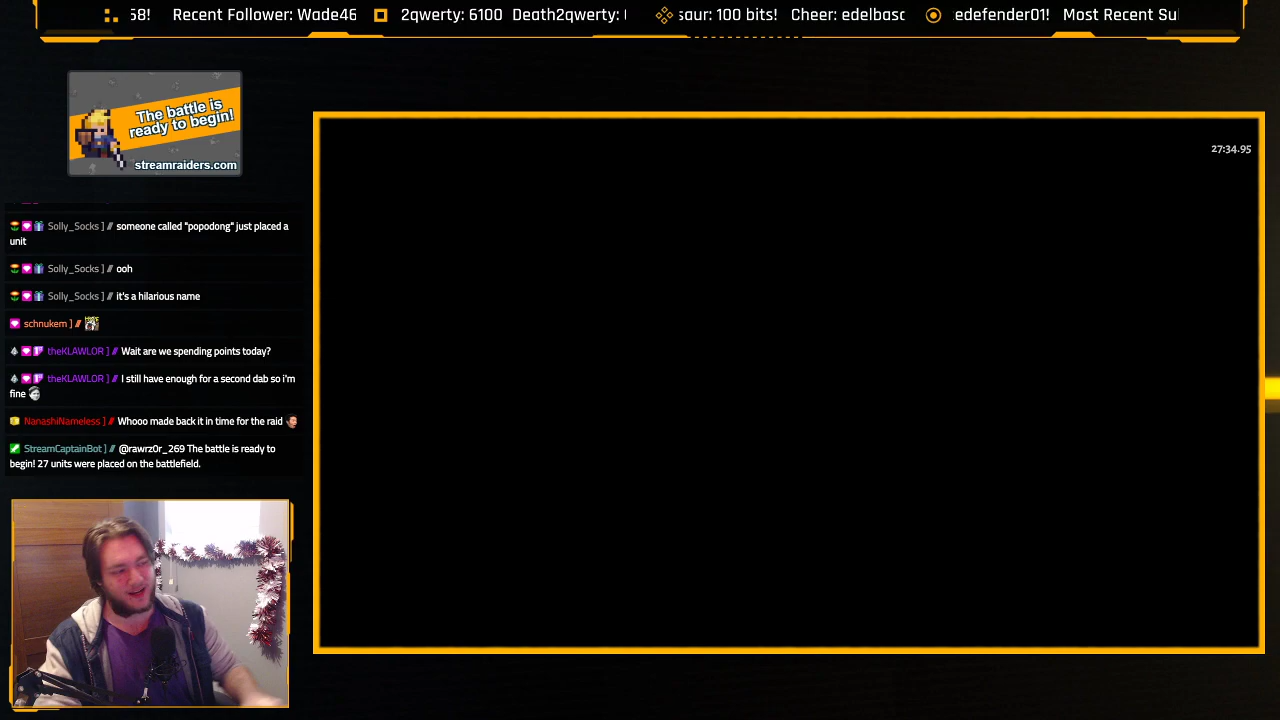 58! Recent Follower: Wade46 2qwerty: 6100 Death2qwerty: saur: 100 bits! Cheer: edelbasc edefender01! Most Recent Su
The battle is
ready to begin!
streamraiders.com
27:34.95
Solly_Socks ] // someone called "popodong" just placed a
unit
Solly_Socks ] // ooh
Solly_Socks ] // it's a hilarious name
schnukem ] //
theKLAWLOR ] // Wait are we spending points today?
theKLAWLOR ] // I still have enough for a second dab so i'm
fine
NanashiNameless ] // Whooo made back it in time for the raid
StreamCaptainBot ] // @rawrz0r_269 The battle is ready to
begin! 27 units were placed on the battlefield.